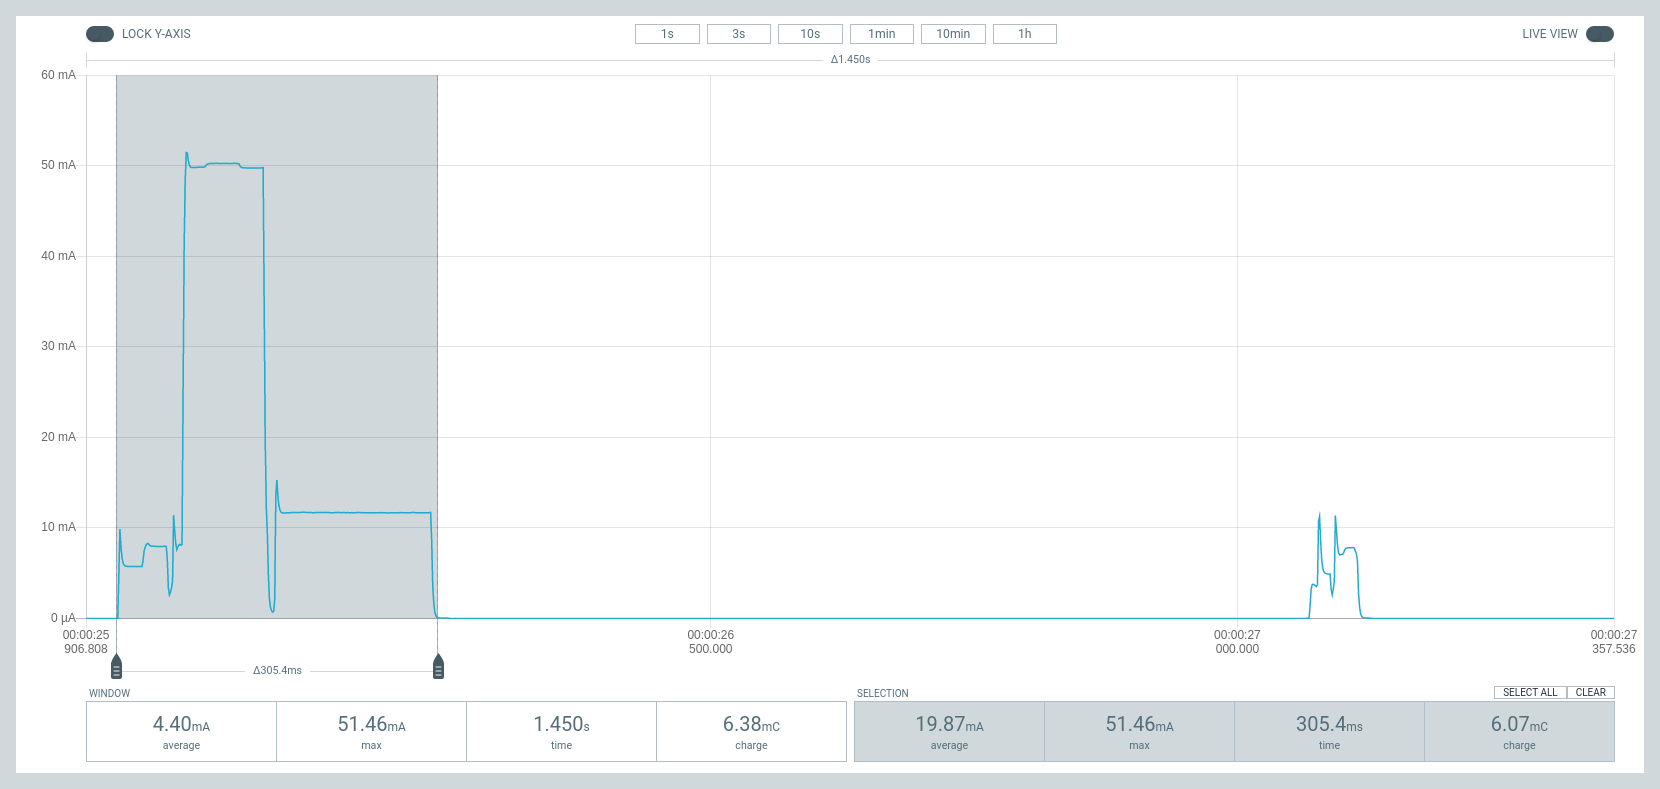 LOCK Y-AXIS
1s 3s 10s 1min 10min 1h
LIVE VIEW
Δ1.450s
60 mA
50 mA
40 mA
30 mA
20 mA
10 mA
0 µA
00:00:25 00:00:26 00:00:27 00:00:27
906.808 500.000 000.000 357.536
Δ305.4ms
WINDOW
SELECTION
SELECT ALL CLEAR
4.40mA 51.46mA 1.450s 6.38mC
average max time charge
19.87mA 51.46mA 305.4ms 6.07mC
average max time charge